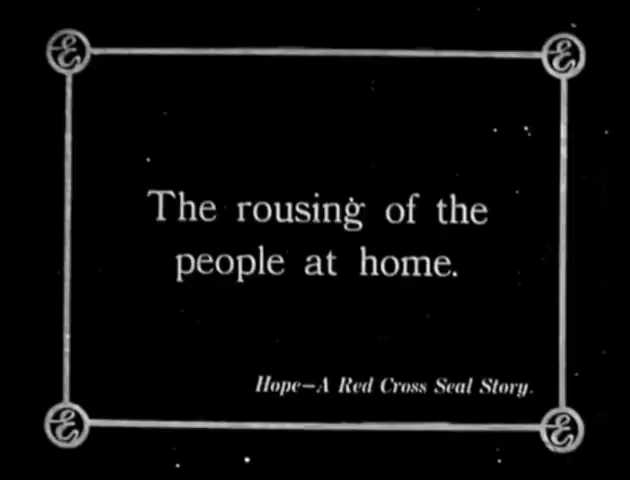 The rousing of the
people at home.
Hope—A Red Cross Seal Story.
E
E
E
E